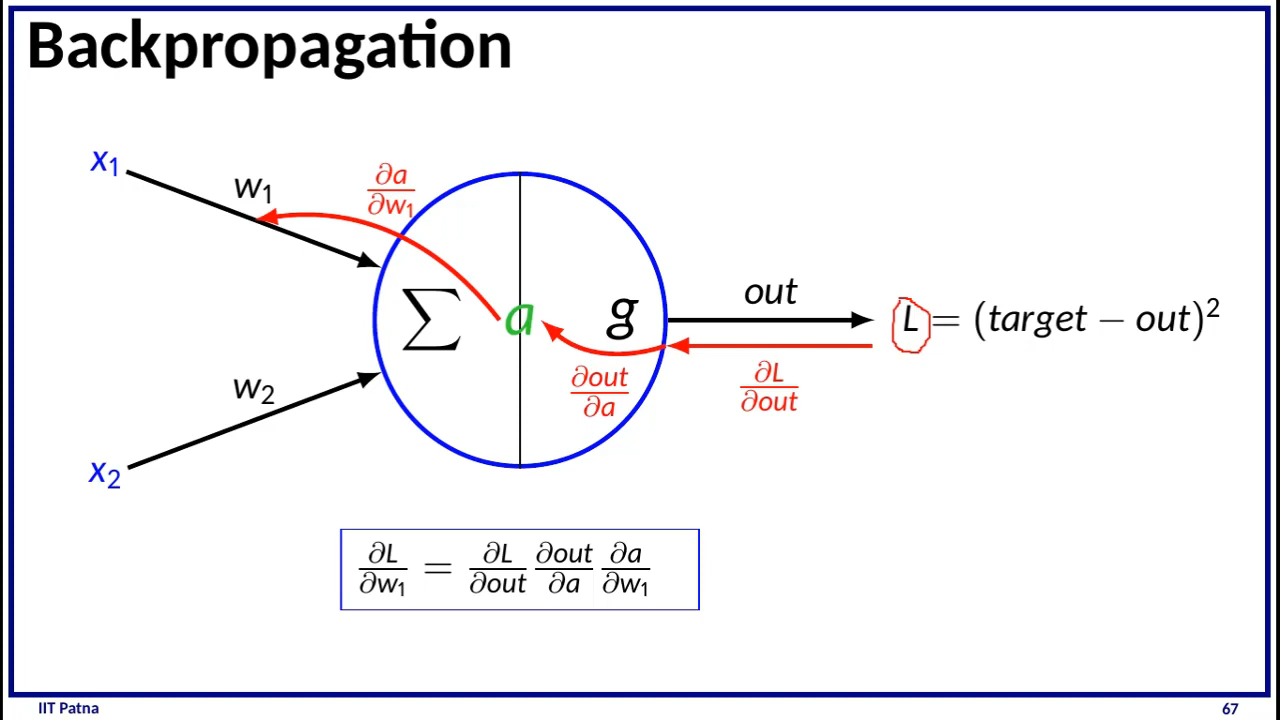 Backpropagation
x₁
w₁
∂a/∂w₁
∑ a g
out
L = (target − out)²
∂out/∂a
∂L/∂out
w₂
x₂
∂L/∂w₁ = ∂L/∂out ∂out/∂a ∂a/∂w₁
IIT Patna
67